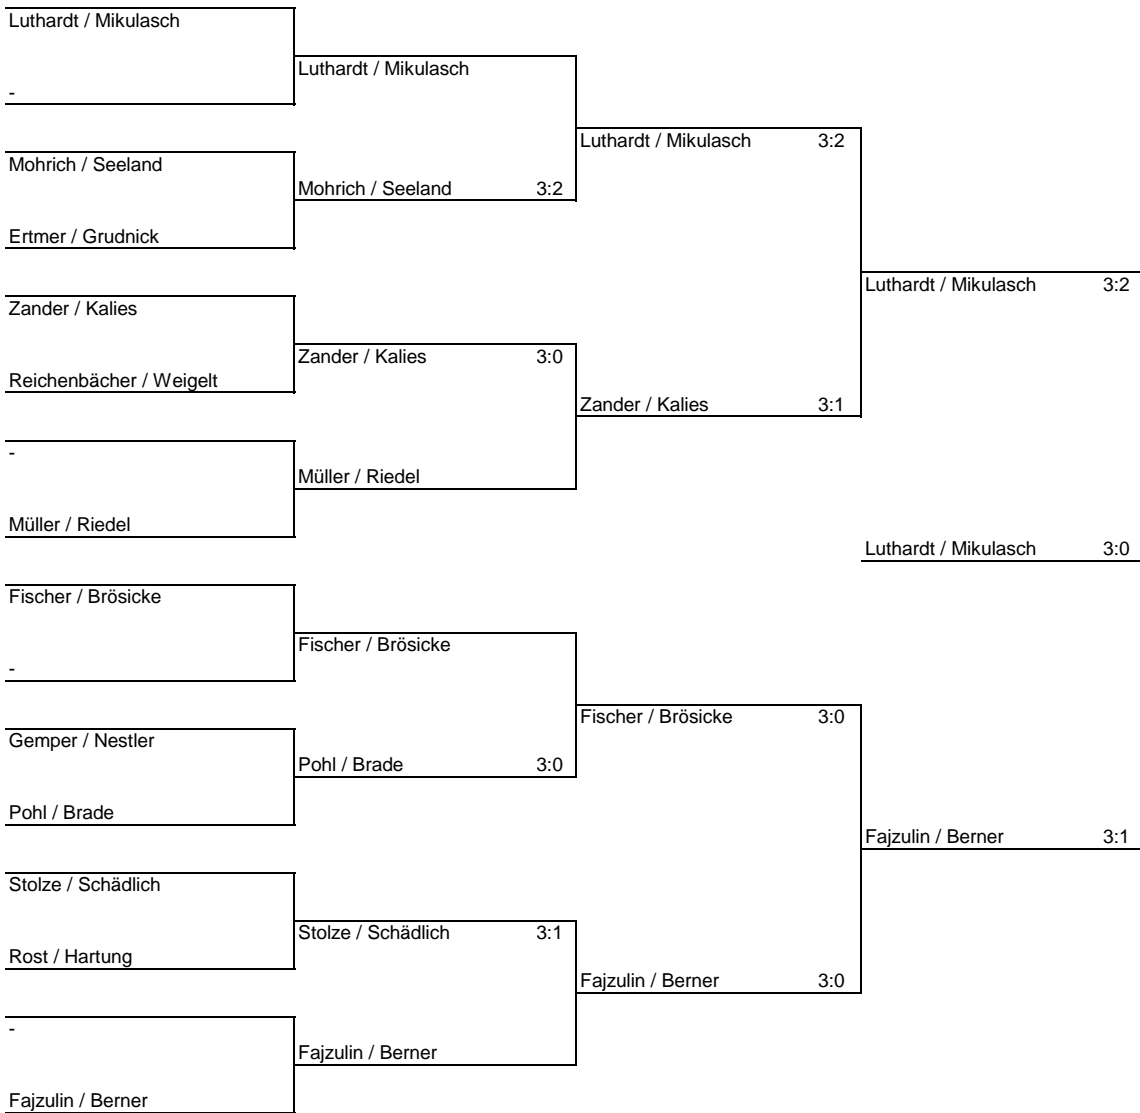 Luthardt / Mikulasch
Luthardt / Mikulasch
-
Luthardt / Mikulasch 3:2
Mohrich / Seeland
Mohrich / Seeland 3:2
Ertmer / Grudnick
Luthardt / Mikulasch 3:2
Zander / Kalies
Zander / Kalies 3:0
Reichenbächer / Weigelt
Zander / Kalies 3:1
-
Müller / Riedel
Müller / Riedel
Luthardt / Mikulasch 3:0
Fischer / Brösicke
Fischer / Brösicke
-
Fischer / Brösicke 3:0
Gemper / Nestler
Pohl / Brade 3:0
Pohl / Brade
Fajzulin / Berner 3:1
Stolze / Schädlich
Stolze / Schädlich 3:1
Rost / Hartung
Fajzulin / Berner 3:0
-
Fajzulin / Berner
Fajzulin / Berner